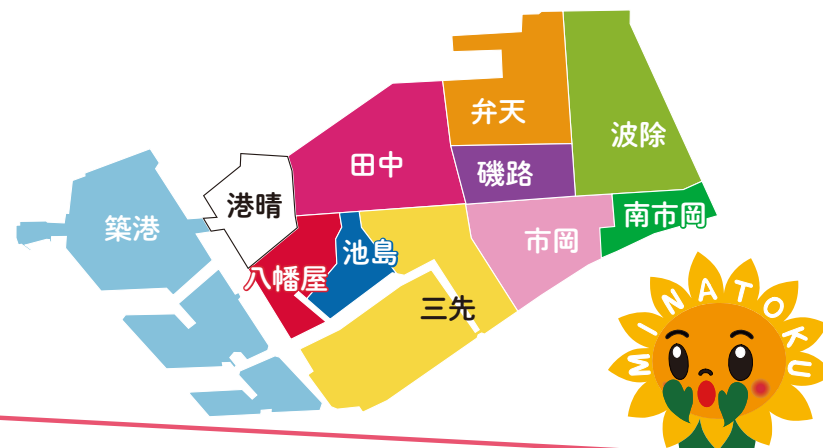 弁天
波除
田中
磯路
港晴
築港
南市岡
市岡
池島
八幡屋
三先
MINATOKU